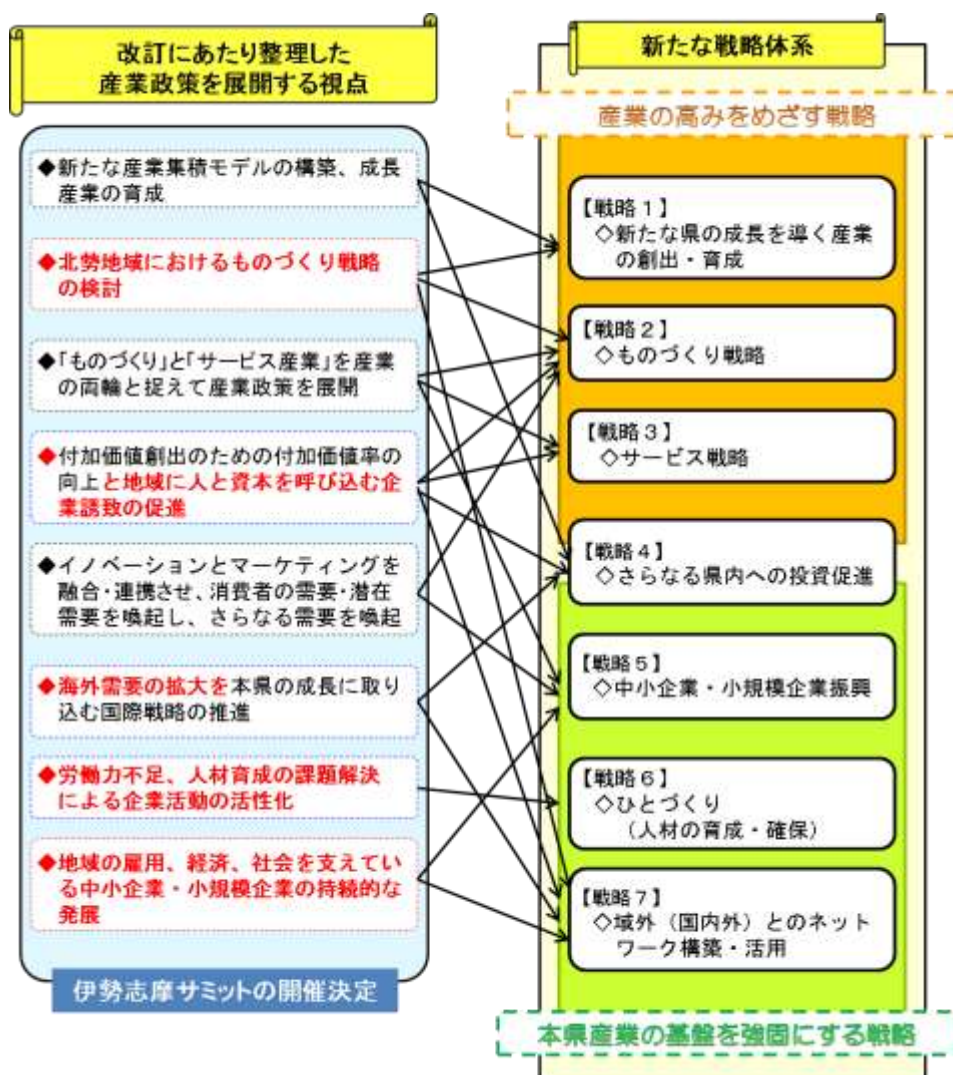 改訂にあたり整理した
産業政策を展開する視点
◆新たな産業集積モデルの構築、成長
産業の育成
◆北勢地域におけるものづくり戦略
の検討
◆「ものづくり」と「サービス産業」を産業
の両輪と捉えて産業政策を展開
◆付加価値創出のための付加価値率の
向上と地域に人と資本を呼び込む企
業誘致の促進
◆イノベーションとマーケティングを
融合・連携させ、消費者の需要・潜在
需要を喚起し、さらなる需要を喚起
◆海外需要の拡大を本県の成長に取り
込む国際戦略の推進
◆労働力不足、人材育成の課題解決
による企業活動の活性化
◆地域の雇用、経済、社会を支えてい
る中小企業・小規模企業の持続的な
発展
伊勢志摩サミットの開催決定
新たな戦略体系
産業の高みをめざす戦略
【戦略１】
◇新たな県の成長を導く産業
の創出・育成
【戦略２】
◇ものづくり戦略
【戦略３】
◇サービス戦略
【戦略４】
◇さらなる県内への投資促進
【戦略５】
◇中小企業・小規模企業振興
【戦略６】
◇ひとづくり
（人材の育成・確保）
【戦略７】
◇域外（国内外）とのネット
ワーク構築・活用
本県産業の基盤を強固にする戦略